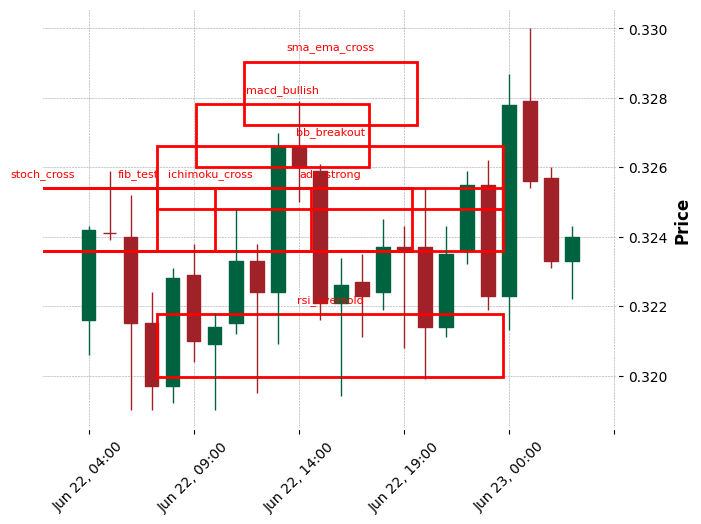 sma_ema_cross
macd_bullish
bb_breakout
stoch_cross
fib_test
ichimoku_cross
0.330
0.328
0.326
0.324
0.322
0.320
Price
Jun 22, 04:00
Jun 22, 09:00
Jun 22, 14:00
Jun 22, 19:00
Jun 23, 00:00